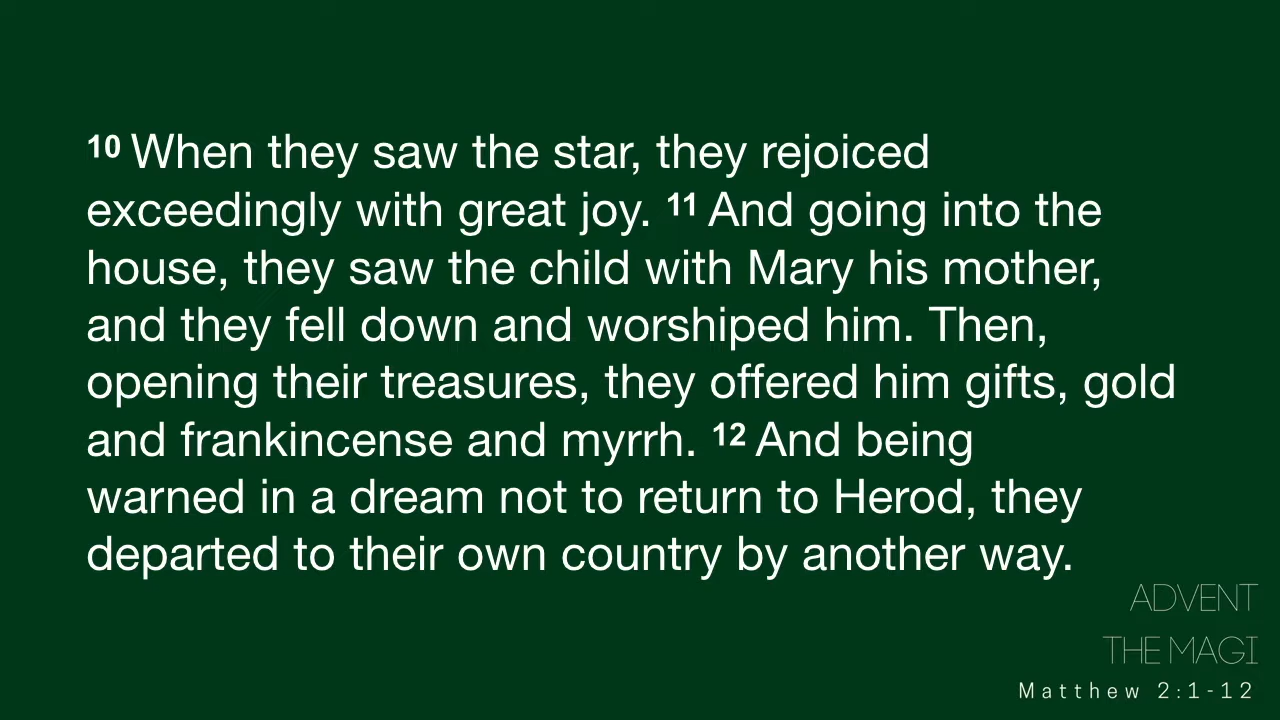 10 When they saw the star, they rejoiced
exceedingly with great joy. 11 And going into the
house, they saw the child with Mary his mother,
and they fell down and worshiped him. Then,
opening their treasures, they offered him gifts, gold
and frankincense and myrrh. 12 And being
warned in a dream not to return to Herod, they
departed to their own country by another way.
ADVENT
THE MAGI
Matthew 2:1-12